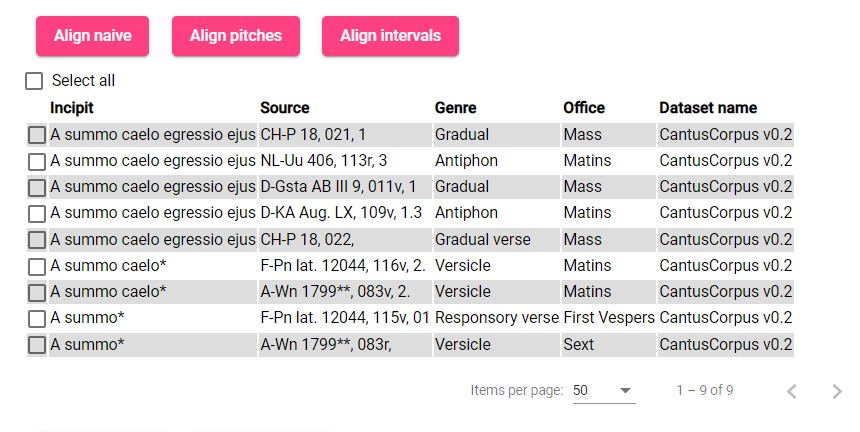 Align naive Align pitches Align intervals
Select all
Incipit Source Genre Office Dataset name
A summo caelo egressio ejus CH-P 18, 021, 1 Gradual Mass CantusCorpus v0.2
A summo caelo egressio ejus NL-Uu 406, 113r, 3 Antiphon Matins CantusCorpus v0.2
A summo caelo egressio ejus D-Gsta AB III 9, 011v, 1 Gradual Mass CantusCorpus v0.2
A summo caelo egressio ejus D-KA Aug. LX, 109v, 1.3 Antiphon Matins CantusCorpus v0.2
A summo caelo egressio ejus CH-P 18, 022, Gradual verse Mass CantusCorpus v0.2
A summo caelo* F-Pn lat. 12044, 116v, 2. Versicle Matins CantusCorpus v0.2
A summo caelo* A-Wn 1799**, 083v, 2. Versicle Matins CantusCorpus v0.2
A summo* F-Pn lat. 12044, 115v, 01 Responsory verse First Vespers CantusCorpus v0.2
A summo* A-Wn 1799**, 083r, Versicle Sext CantusCorpus v0.2
Items per page: 50 1 – 9 of 9